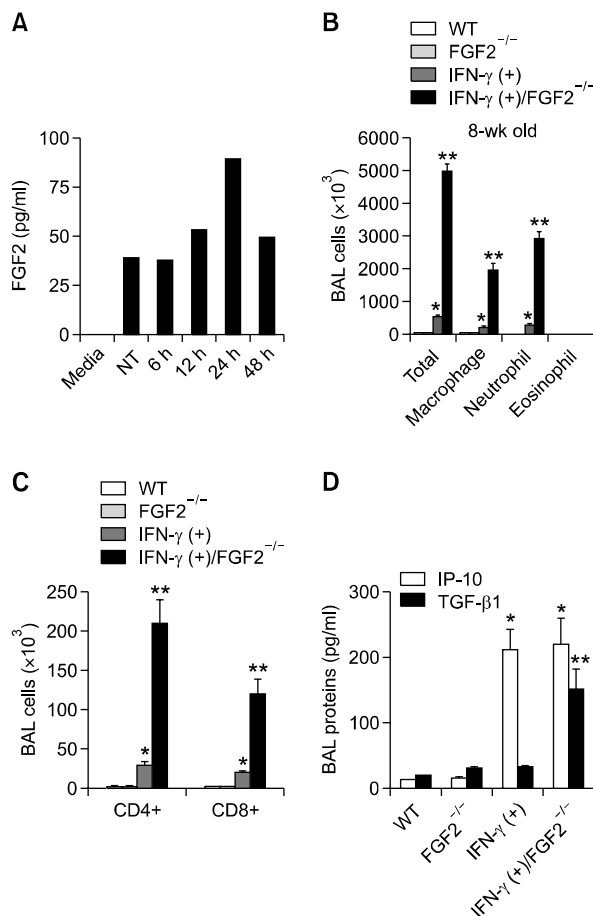 A
FGF2 (pg/ml)
100
75
50
25
0
Media
NT
6 h
12 h
24 h
48 h
B
WT
FGF2−/−
IFN-γ (+)
IFN-γ (+)/FGF2−/−
8-wk old
BAL cells (×10³)
6000
5000
4000
3000
2000
1000
0
*
**
*
**
*
**
Total
Macrophage
Neutrophil
Eosinophil
C
WT
FGF2−/−
IFN-γ (+)
IFN-γ (+)/FGF2−/−
BAL cells (×10³)
250
200
150
100
50
0
*
**
*
**
CD4+
CD8+
D
IP-10
TGF-β1
BAL proteins (pg/ml)
300
200
100
0
*
*
**
WT
FGF2−/−
IFN-γ (+)
IFN-γ (+)/FGF2−/−